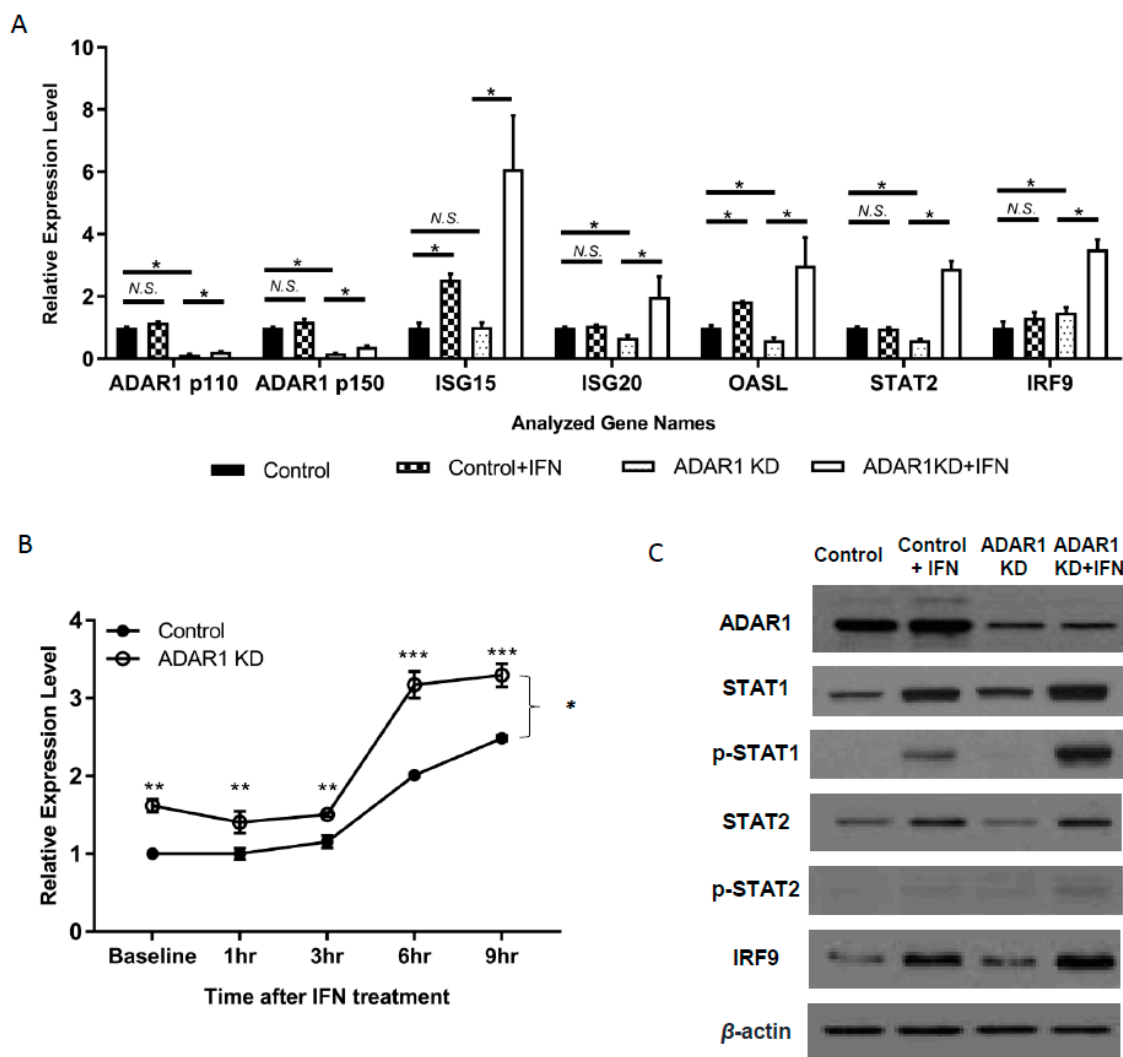 A
Relative Expression Level
10
8
6
4
2
0
*
N.S.
*
*
N.S.
*
N.S.
*
*
*
N.S.
*
*
*
*
*
N.S.
*
*
N.S.
*
ADAR1 p110 ADAR1 p150 ISG15 ISG20 OASL STAT2 IRF9
Analyzed Gene Names
Control Control+IFN ADAR1 KD ADAR1KD+IFN
B
Relative Expression Level
4
3
2
1
0
Control
ADAR1 KD
** ** ** *** ***
*
Baseline 1hr 3hr 6hr 9hr
Time after IFN treatment
C
Control Control + IFN ADAR1 KD ADAR1 KD+IFN
ADAR1
STAT1
p-STAT1
STAT2
p-STAT2
IRF9
β-actin